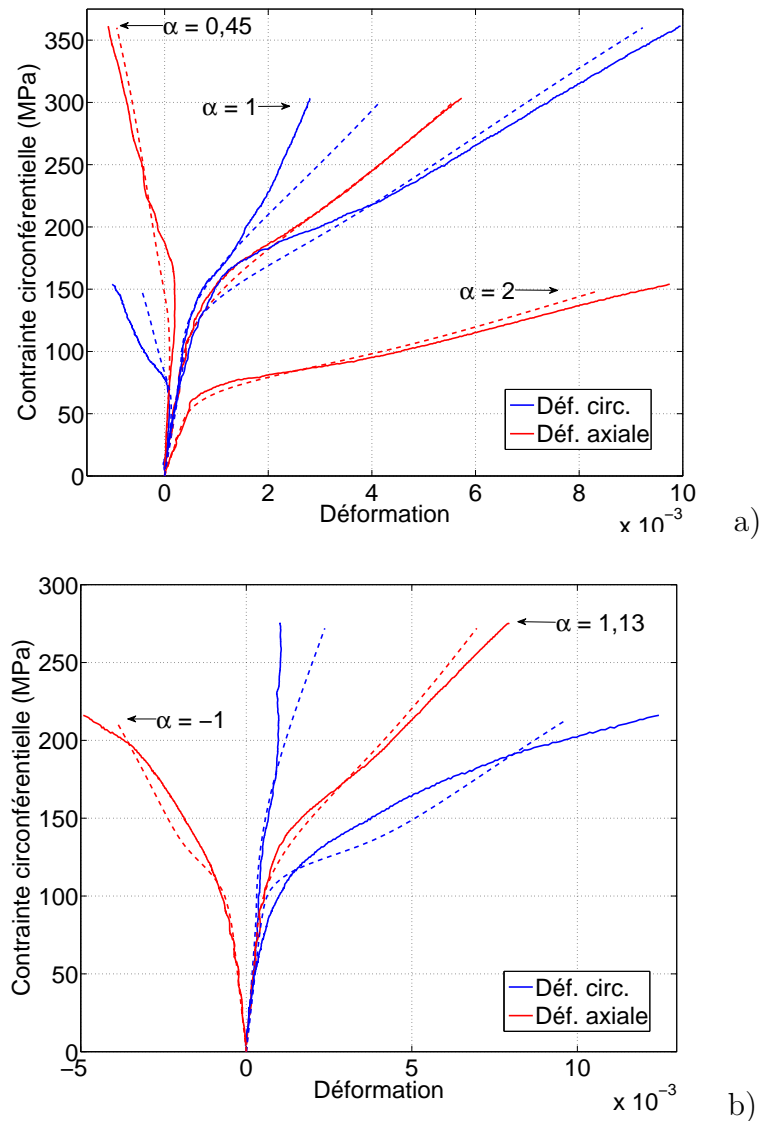 350
300
250
200
150
100
50
0
Contrainte circonférentielle (MPa)
α = 0,45
α = 1
α = 2
Déf. circ.
Déf. axiale
0 2 4 6 8 10
Déformation
x 10⁻³
a)
300
250
200
150
100
50
0
Contrainte circonférentielle (MPa)
α = 1,13
α = −1
Déf. circ.
Déf. axiale
−5 0 5 10
Déformation
x 10⁻³
b)